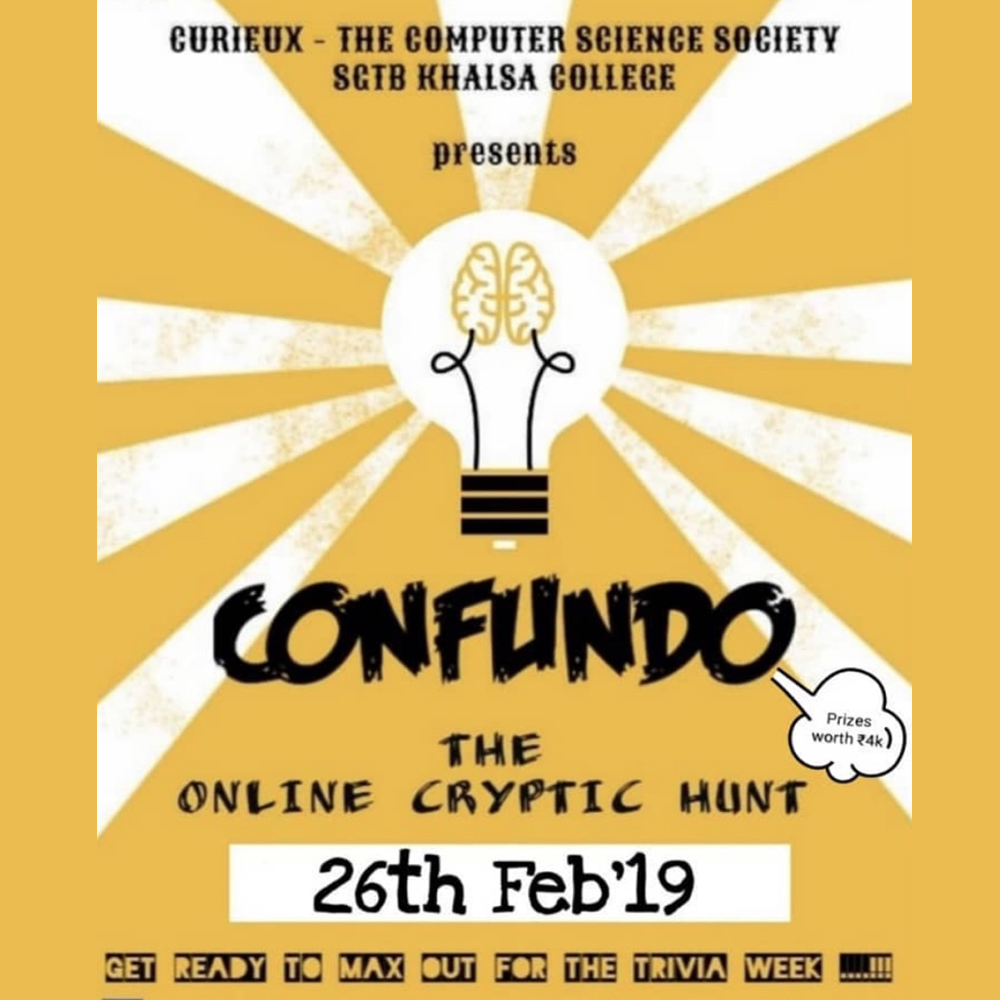 CURIEUX - THE COMPUTER SCIENCE SOCIETY
SGTB KHALSA COLLEGE
presents
CONFUNDO
Prizes
worth ₹4k
THE
ONLINE CRYPTIC HUNT
26th Feb'19
GET READY TO MAX OUT FOR THE TRIVIA WEEK ....!!!